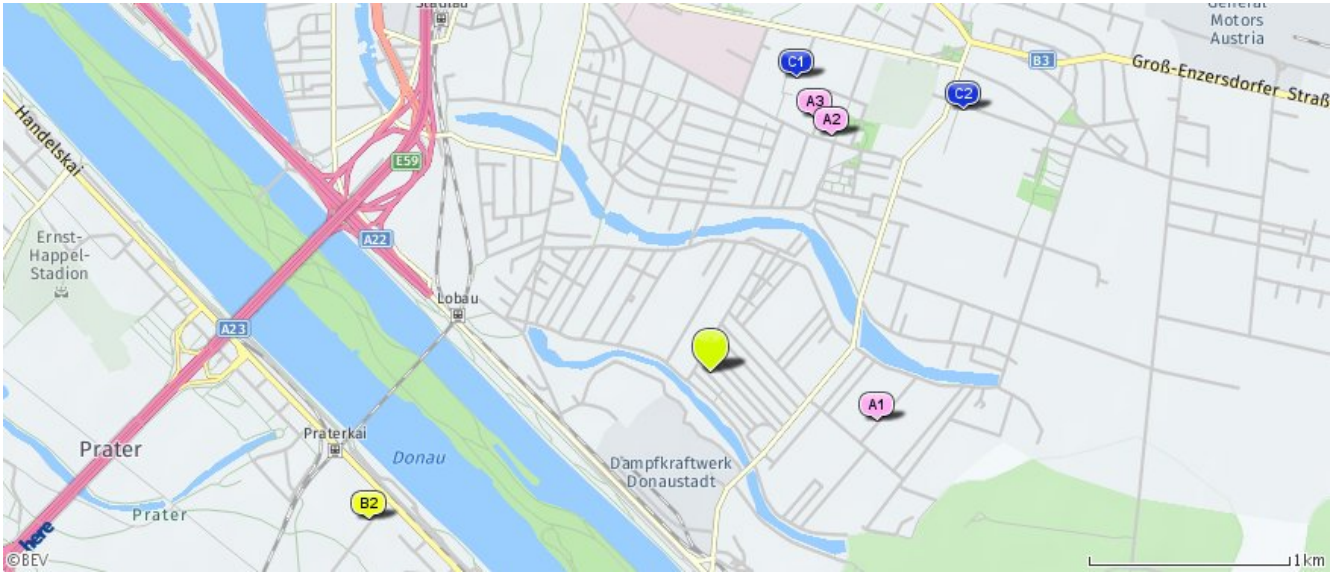 Stadlau
General
Motors
Austria
C1
B3
Groß-Enzersdorfer Straß
C2
A3
A2
Handelskai
E59
A22
Ernst-
Happel-
Stadion
Lobau
A23
A1
Praterkai
Prater
Donau
Dampfkraftwerk
Donaustadt
B2
Prater
here
©BEV
1km